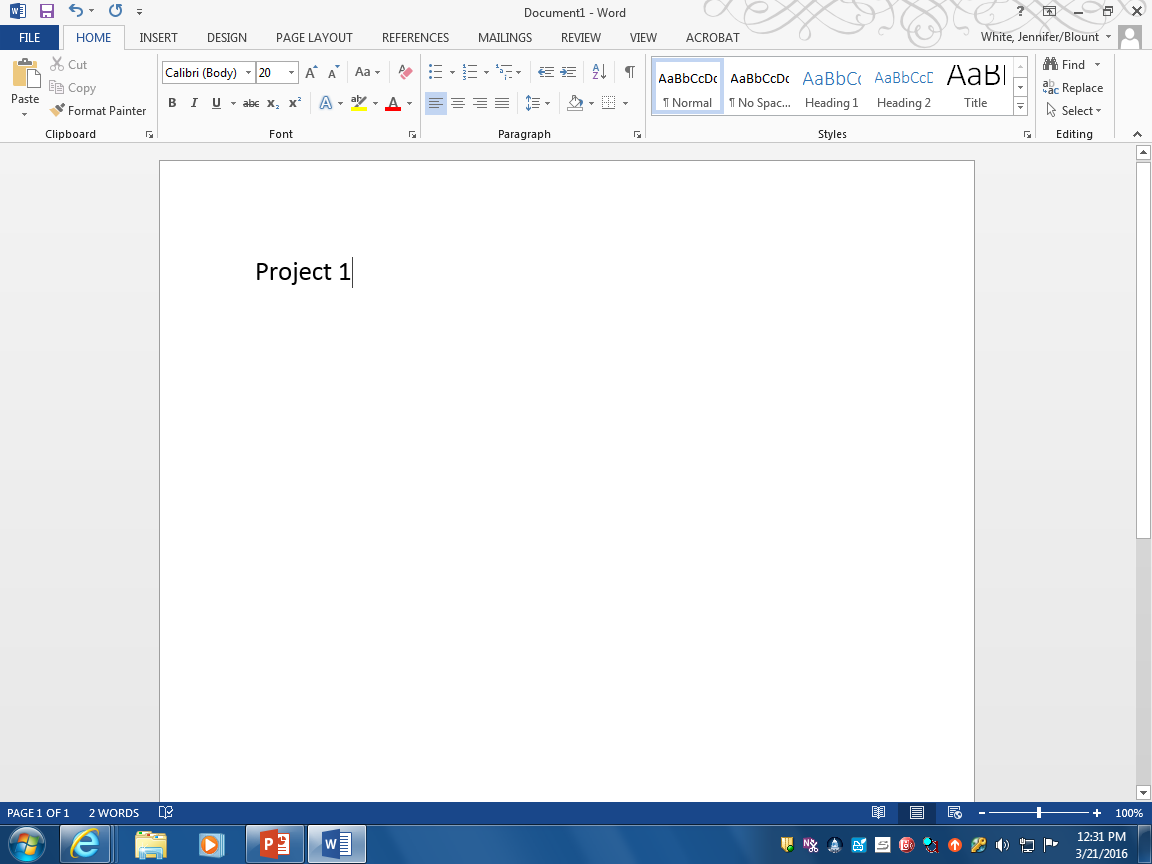 Document1 - Word
FILE HOME INSERT DESIGN PAGE LAYOUT REFERENCES MAILINGS REVIEW VIEW ACROBAT White, Jennifer/Blount
Paste
Cut
Copy
Format Painter
Clipboard
Calibri (Body) 20
Font
Paragraph
AaBbCcDc AaBbCcDc AaBbCc AaBbCcD AaBl
¶ Normal ¶ No Spac... Heading 1 Heading 2 Title
Styles
Find
Replace
Select
Editing
Project 1
PAGE 1 OF 1 2 WORDS 100%
12:31 PM
3/21/2016